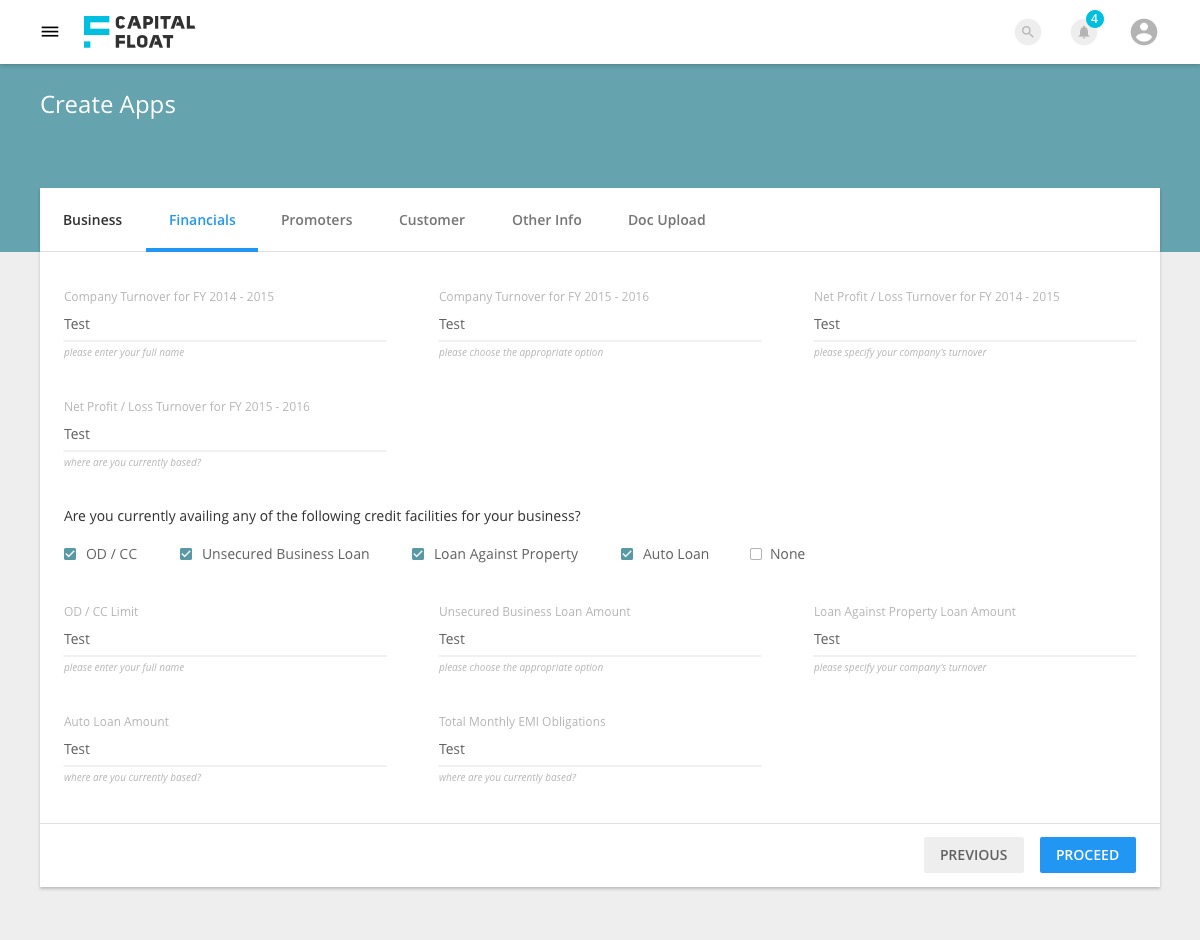 CAPITAL
FLOAT
4
Create Apps
Business Financials Promoters Customer Other Info Doc Upload
Company Turnover for FY 2014 - 2015 Company Turnover for FY 2015 - 2016 Net Profit / Loss Turnover for FY 2014 - 2015
Test Test Test
please enter your full name please choose the appropriate option please specify your company's turnover
Net Profit / Loss Turnover for FY 2015 - 2016
Test
where are you currently based?
Are you currently availing any of the following credit facilities for your business?
OD / CC Unsecured Business Loan Loan Against Property Auto Loan None
OD / CC Limit Unsecured Business Loan Amount Loan Against Property Loan Amount
Test Test Test
please enter your full name please choose the appropriate option please specify your company's turnover
Auto Loan Amount Total Monthly EMI Obligations
Test Test
where are you currently based? where are you currently based?
PREVIOUS PROCEED